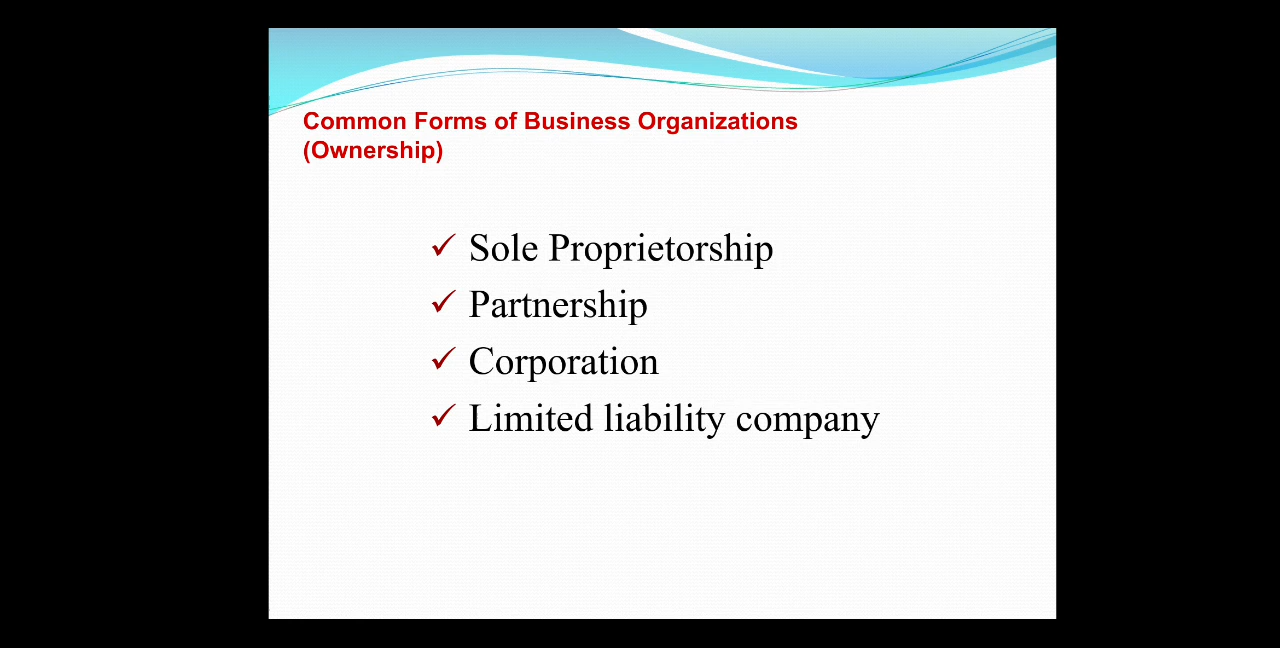 Common Forms of Business Organizations
(Ownership)
✓ Sole Proprietorship
✓ Partnership
✓ Corporation
✓ Limited liability company